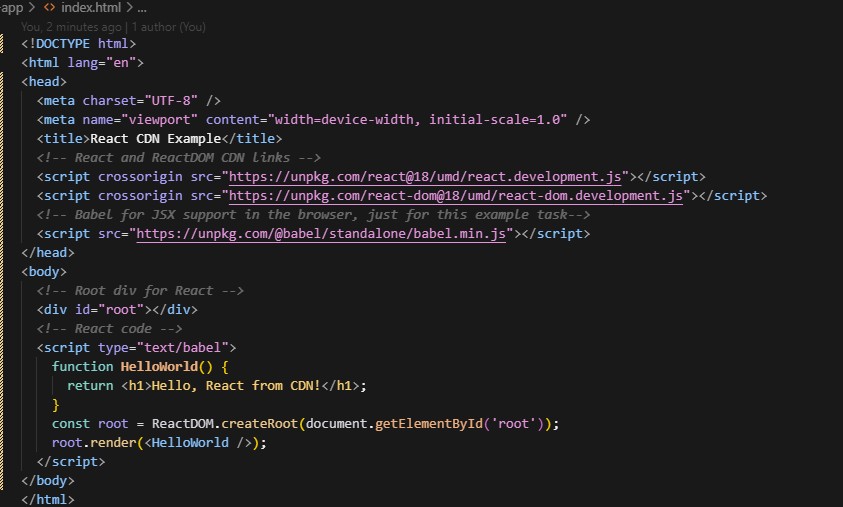 -app > <> index.html > ...
You, 2 minutes ago | 1 author (You)
<!DOCTYPE html>
<html lang="en">
<head>
  <meta charset="UTF-8" />
  <meta name="viewport" content="width=device-width, initial-scale=1.0" />
  <title>React CDN Example</title>
  <!-- React and ReactDOM CDN links -->
  <script crossorigin src="https://unpkg.com/react@18/umd/react.development.js"></script>
  <script crossorigin src="https://unpkg.com/react-dom@18/umd/react-dom.development.js"></script>
  <!-- Babel for JSX support in the browser, just for this example task-->
  <script src="https://unpkg.com/@babel/standalone/babel.min.js"></script>
</head>
<body>
  <!-- Root div for React -->
  <div id="root"></div>
  <!-- React code -->
  <script type="text/babel">
    function HelloWorld() {
      return <h1>Hello, React from CDN!</h1>;
    }
    const root = ReactDOM.createRoot(document.getElementById('root'));
    root.render(<HelloWorld />);
  </script>
</body>
</html>